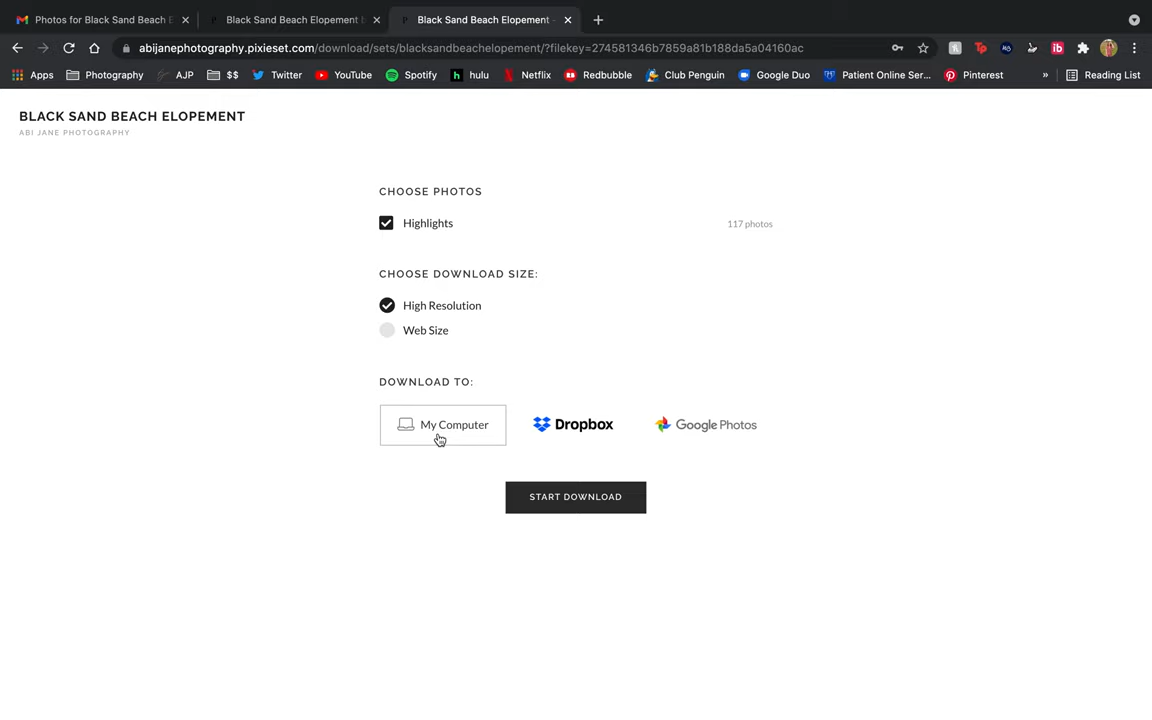 Photos for Black Sand Beach E
Black Sand Beach Elopement b
Black Sand Beach Elopement -
abijanephotography.pixieset.com/download/sets/blacksandbeachelopement/?filekey=274581346b7859a81b188da5a04160ac
Apps Photography AJP $$ Twitter YouTube Spotify hulu Netflix Redbubble Club Penguin Google Duo Patient Online Ser... Pinterest » Reading List
BLACK SAND BEACH ELOPEMENT
ABI JANE PHOTOGRAPHY
CHOOSE PHOTOS
Highlights 117 photos
CHOOSE DOWNLOAD SIZE:
High Resolution
Web Size
DOWNLOAD TO:
My Computer Dropbox Google Photos
START DOWNLOAD